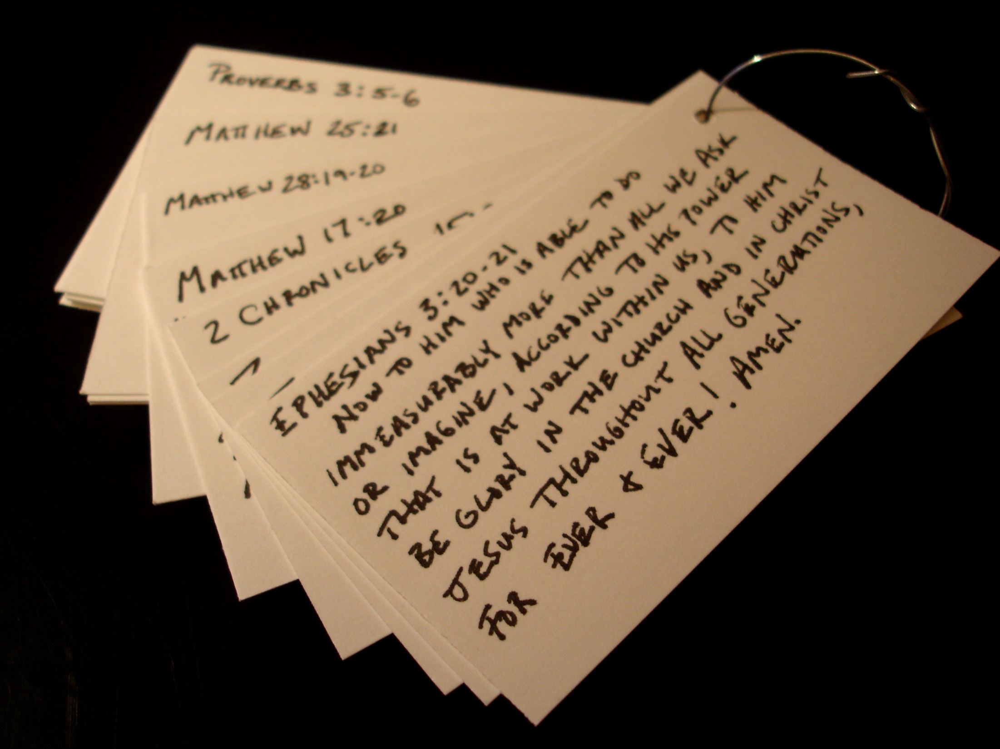 PROVERBS 3:5-6
MATTHEW 25:21
MATTHEW 28:19-20
MATTHEW 17:20
2 CHRONICLES
EPHESIANS 3:20-21
NOW TO HIM WHO IS ABLE TO DO
IMMEASURABLY MORE THAN ALL WE ASK
OR IMAGINE, ACCORDING TO HIS POWER
THAT IS AT WORK WITHIN US, TO HIM
BE GLORY IN THE CHURCH AND IN CHRIST
JESUS THROUGHOUT ALL GENERATIONS,
FOR EVER & EVER! AMEN.